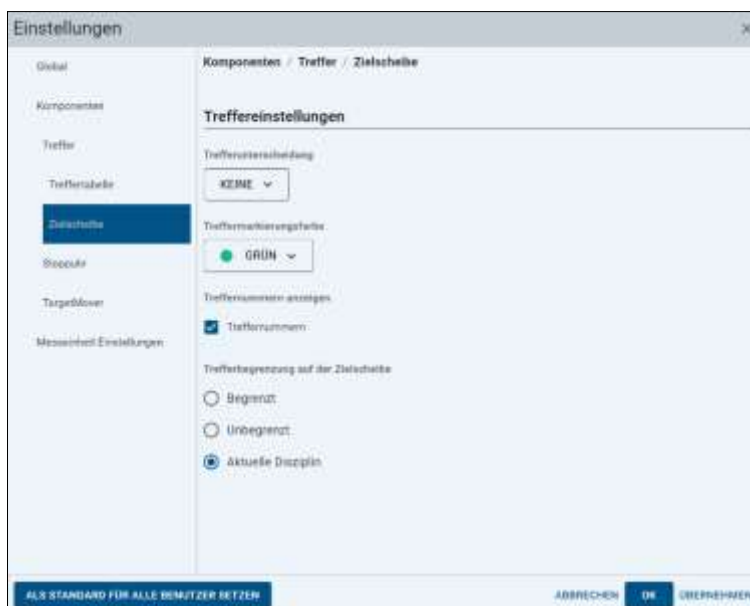 Einstellungen
×
Global
Komponenten
Treffer
Treffertabelle
Zielscheibe
Stoppuhr
TargetMover
Messeinheit Einstellungen
Komponenten / Treffer / Zielscheibe
Treffereinstellungen
Trefferunterscheidung
KEINE
Treffermarkierungsfarbe
GRÜN
Treffernummern anzeigen
Treffernummern
Trefferbegrenzung auf der Zielscheibe
Begrenzt
Unbegrenzt
Aktuelle Disziplin
ALS STANDARD FÜR ALLE BENUTZER SETZEN
ABBRECHEN
OK
ÜBERNEHMEN